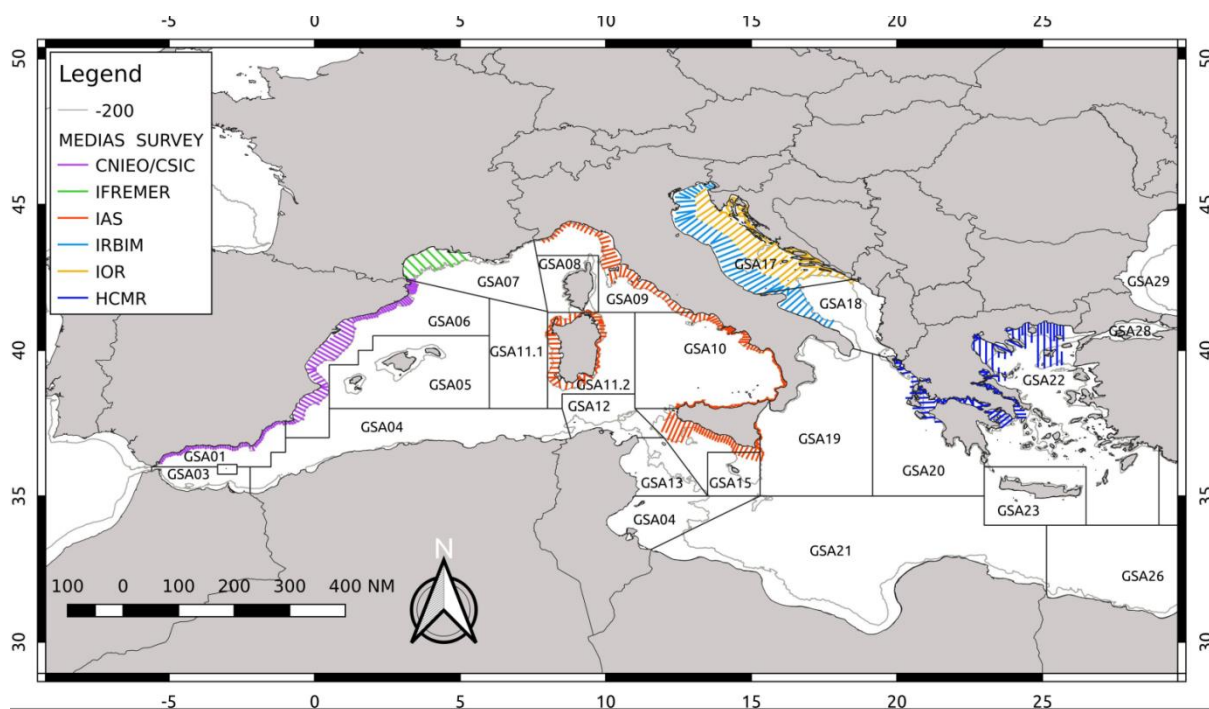 -5 0 5 10 15 20 25
50
45
40
35
30
Legend
-200
MEDIAS SURVEY
CNIEO/CSIC
IFREMER
IAS
IRBIM
IOR
HCMR
50
45
40
35
30
GSA17
GSA08
GSA07
GSA29
GSA09
GSA18
GSA06
GSA28
GSA11.1
GSA10
GSA22
GSA05
GSA11.2
GSA12
GSA04
GSA19
GSA01
GSA03
GSA13
GSA15
GSA20
GSA23
GSA04
GSA21
GSA26
N
100 0 100 200 300 400 NM
-5 0 5 10 15 20 25